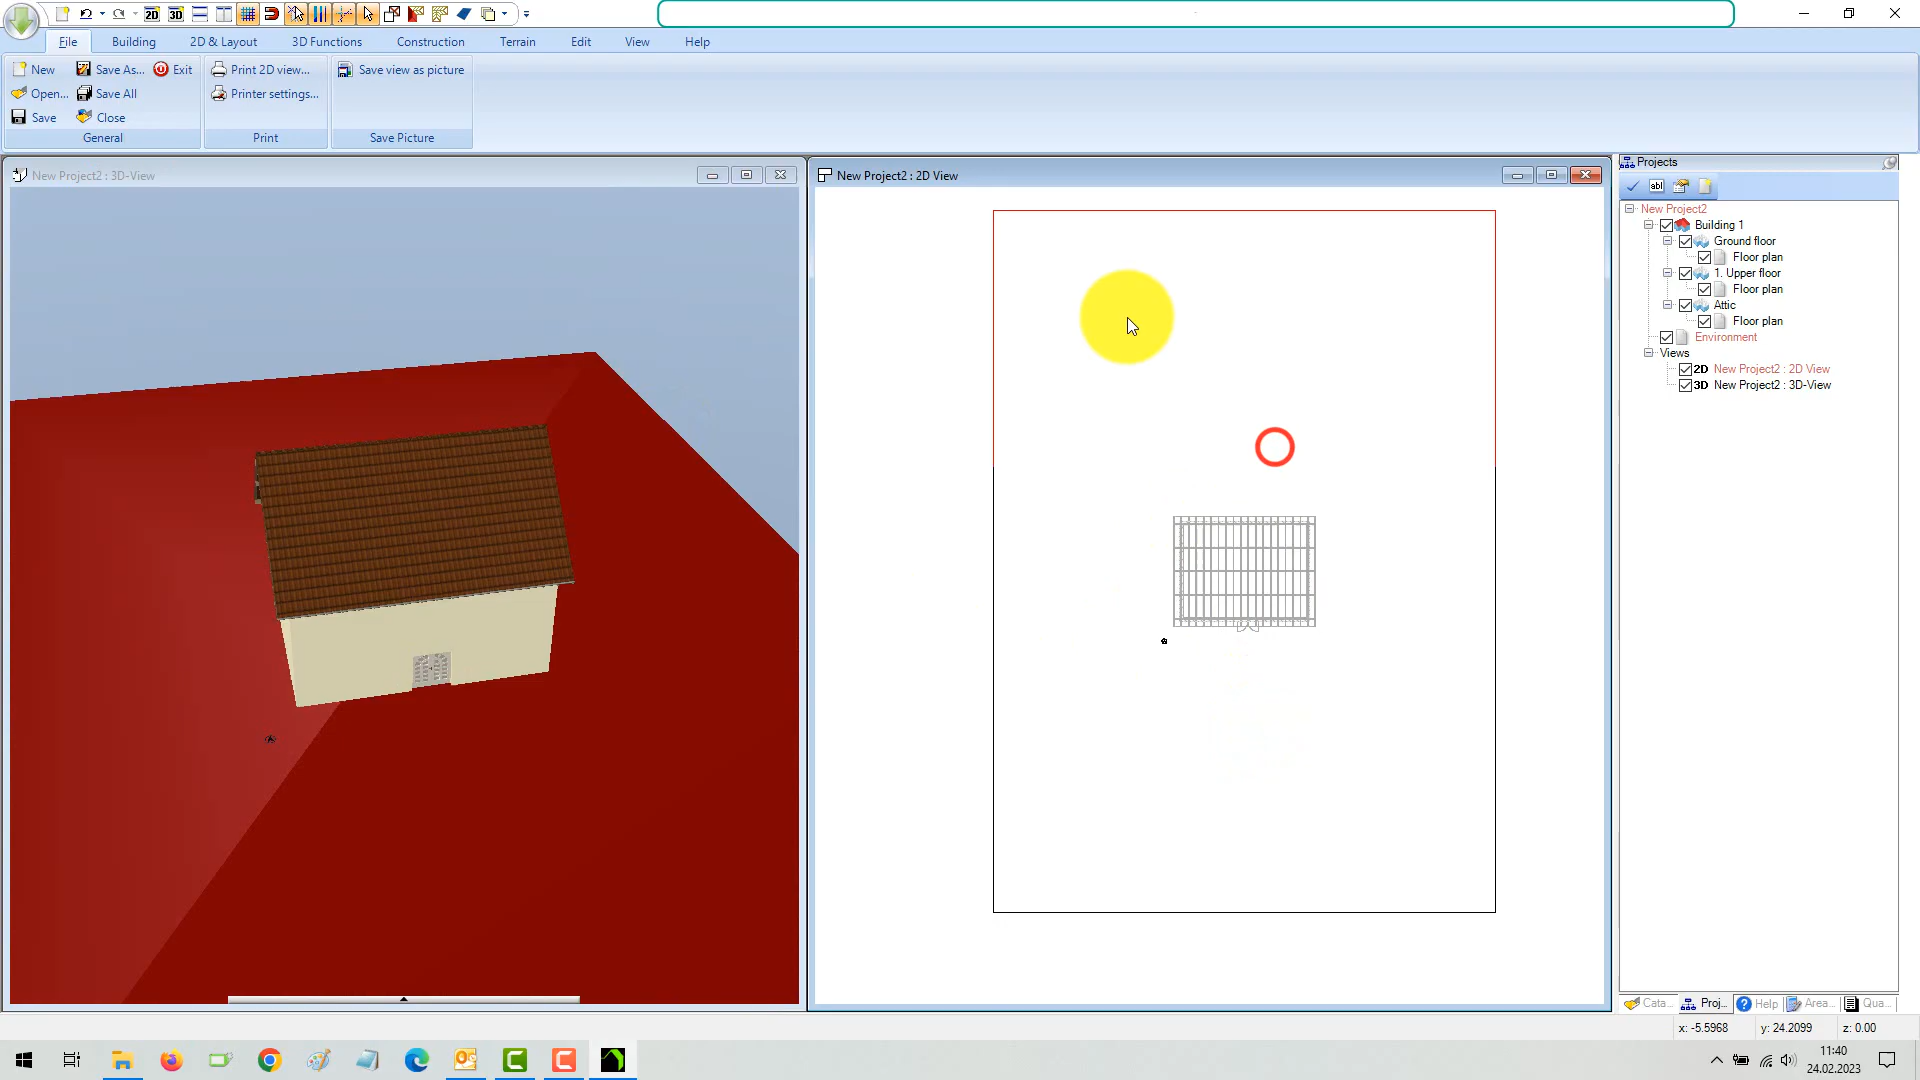 2D 3D
File Building 2D & Layout 3D Functions Construction Terrain Edit View Help
New Save As... Exit Print 2D view... Save view as picture
Open... Save All Printer settings...
Save Close
General Print Save Picture
New Project2 : 3D-View
New Project2 : 2D View
Projects
abl
New Project2
Building 1
Ground floor
Floor plan
1. Upper floor
Floor plan
Attic
Floor plan
Environment
Views
2D New Project2 : 2D View
3D New Project2 : 3D-View
Cata... Proj... Help Area... Qua...
x: -5.5968 y: 24.2099 z: 0.00
11:40
24.02.2023